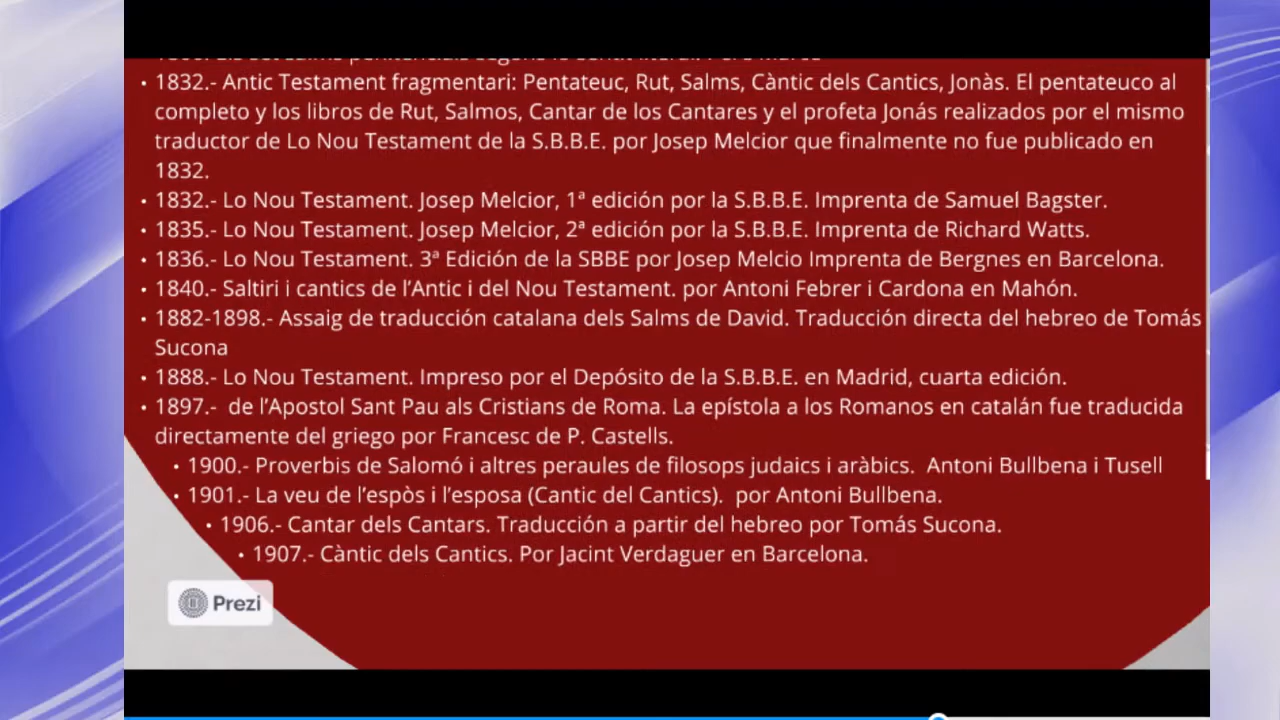 • 1832.- Antic Testament fragmentari: Pentateuc, Rut, Salms, Càntic dels Cantics, Jonàs. El pentateuco al
completo y los libros de Rut, Salmos, Cantar de los Cantares y el profeta Jonás realizados por el mismo
traductor de Lo Nou Testament de la S.B.B.E. por Josep Melcior que finalmente no fue publicado en
1832.
• 1832.- Lo Nou Testament. Josep Melcior, 1ª edición por la S.B.B.E. Imprenta de Samuel Bagster.
• 1835.- Lo Nou Testament. Josep Melcior, 2ª edición por la S.B.B.E. Imprenta de Richard Watts.
• 1836.- Lo Nou Testament. 3ª Edición de la SBBE por Josep Melcio Imprenta de Bergnes en Barcelona.
• 1840.- Saltiri i cantics de l’Antic i del Nou Testament. por Antoni Febrer i Cardona en Mahón.
• 1882-1898.- Assaig de traducción catalana dels Salms de David. Traducción directa del hebreo de Tomás
Sucona
• 1888.- Lo Nou Testament. Impreso por el Depósito de la S.B.B.E. en Madrid, cuarta edición.
• 1897.- de l’Apostol Sant Pau als Cristians de Roma. La epístola a los Romanos en catalán fue traducida
directamente del griego por Francesc de P. Castells.
• 1900.- Proverbis de Salomó i altres peraules de filosops judaics i aràbics. Antoni Bullbena i Tusell
• 1901.- La veu de l’espòs i l’esposa (Cantic del Cantics). por Antoni Bullbena.
• 1906.- Cantar dels Cantars. Traducción a partir del hebreo por Tomás Sucona.
• 1907.- Càntic dels Cantics. Por Jacint Verdaguer en Barcelona.
Prezi